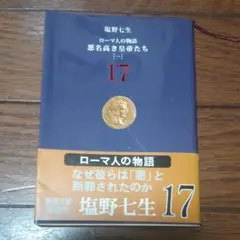 塩野七生
ローマ人の物語
悪名高き皇帝たち
[一]
17
ローマ人の物語
なぜ彼らは「悪」と
断罪されたのか
塩野七生 17